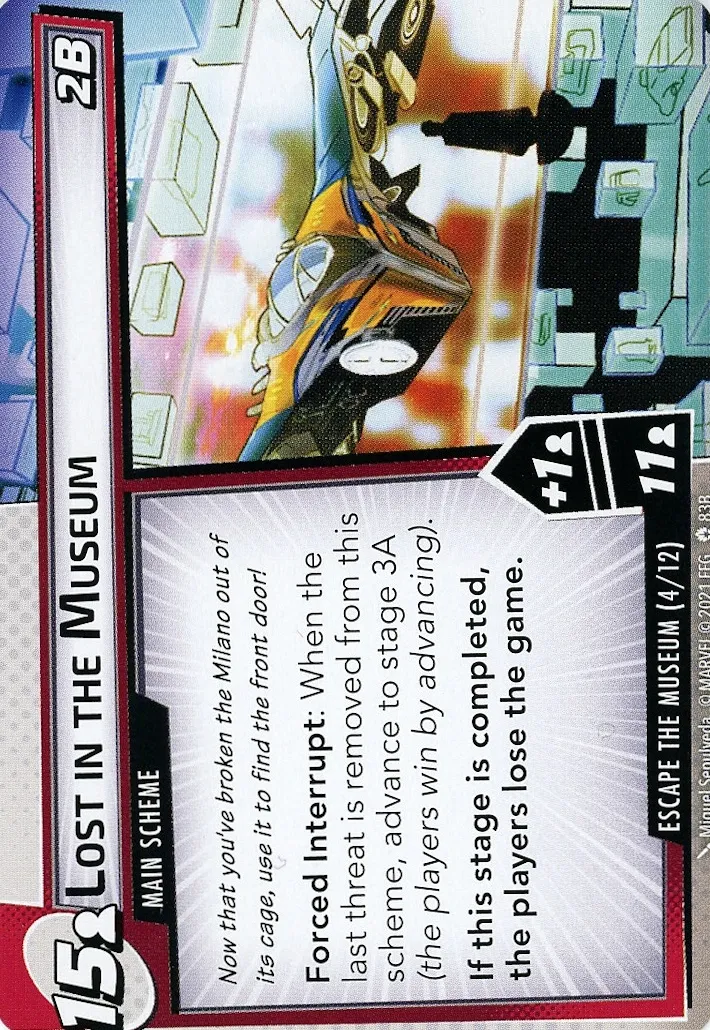 15
LOST IN THE MUSEUM
2B
MAIN SCHEME
Now that you've broken the Milano out of
its cage, use it to find the front door!
Forced Interrupt: When the
last threat is removed from this
scheme, advance to stage 3A
(the players win by advancing).
If this stage is completed,
the players lose the game.
+1
11
ESCAPE THE MUSEUM (4/12)
Miguel Sepulveda © MARVEL © 2021 FFG 83B